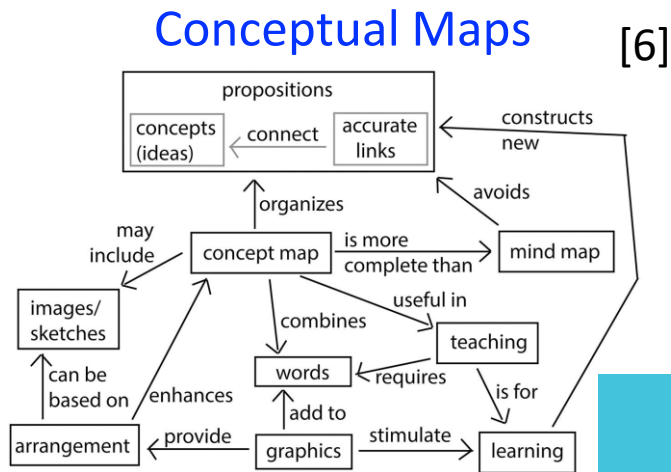 Conceptual Maps
[6]
propositions
concepts
(ideas)
connect
accurate
links
constructs
new
organizes
avoids
may
include
concept map
is more
complete than
mind map
images/
sketches
combines
useful in
teaching
can be
based on
enhances
words
requires
is for
add to
arrangement
provide
graphics
stimulate
learning